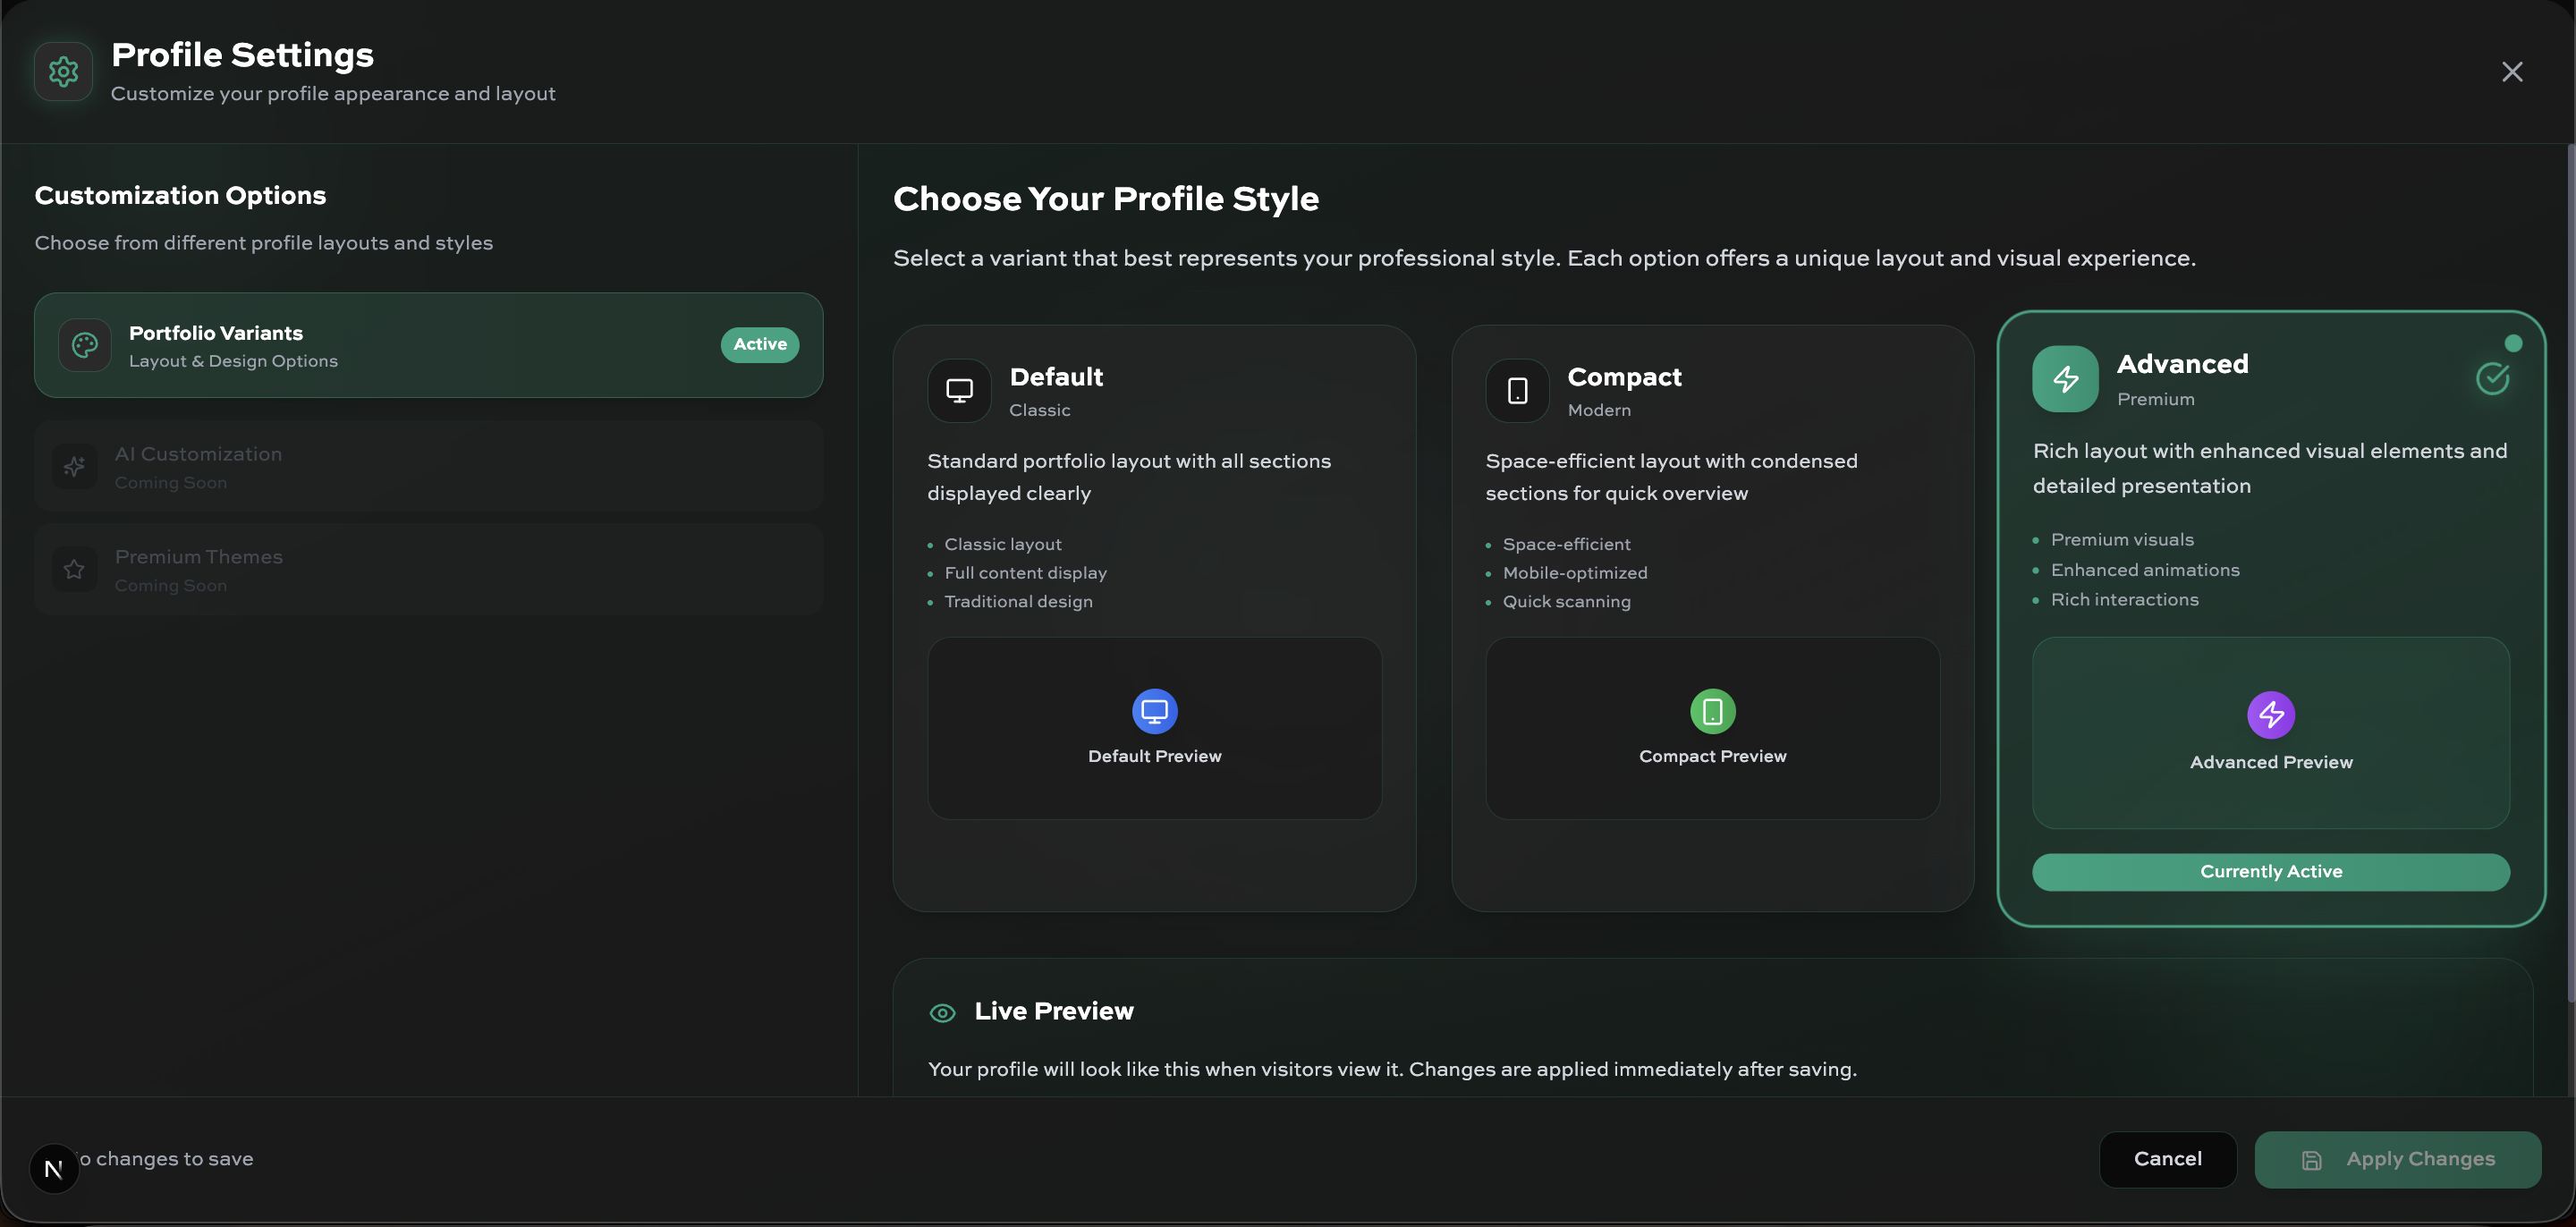 Profile Settings
Customize your profile appearance and layout
Customization Options
Choose from different profile layouts and styles
Portfolio Variants
Layout & Design Options
Active
AI Customization
Coming Soon
Premium Themes
Coming Soon
Choose Your Profile Style
Select a variant that best represents your professional style. Each option offers a unique layout and visual experience.
Default
Classic
Standard portfolio layout with all sections
displayed clearly
Classic layout
Full content display
Traditional design
Default Preview
Compact
Modern
Space-efficient layout with condensed
sections for quick overview
Space-efficient
Mobile-optimized
Quick scanning
Compact Preview
Advanced
Premium
Rich layout with enhanced visual elements and
detailed presentation
Premium visuals
Enhanced animations
Rich interactions
Advanced Preview
Currently Active
Live Preview
Your profile will look like this when visitors view it. Changes are applied immediately after saving.
N
o changes to save
Cancel
Apply Changes